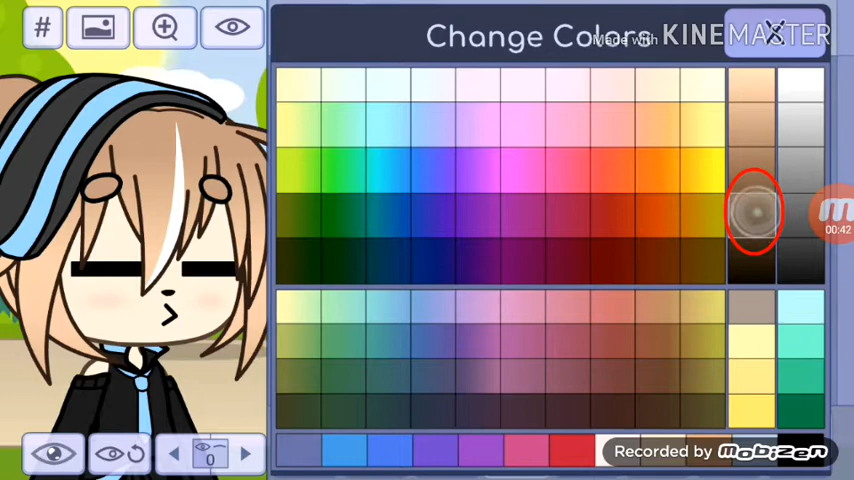 #
Change Colors
Made with KINEMASTER
00:42
0
Recorded by mobizen